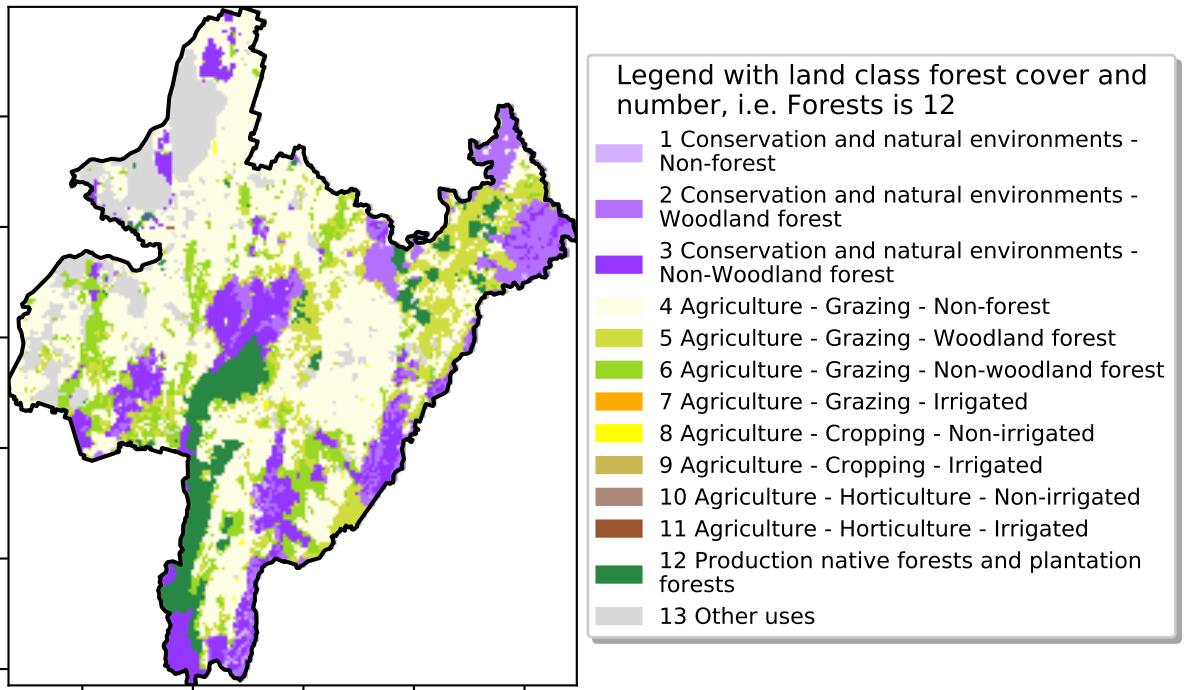 Legend with land class forest cover and
number, i.e. Forests is 12
1 Conservation and natural environments -
Non-forest
2 Conservation and natural environments -
Woodland forest
3 Conservation and natural environments -
Non-Woodland forest
4 Agriculture - Grazing - Non-forest
5 Agriculture - Grazing - Woodland forest
6 Agriculture - Grazing - Non-woodland forest
7 Agriculture - Grazing - Irrigated
8 Agriculture - Cropping - Non-irrigated
9 Agriculture - Cropping - Irrigated
10 Agriculture - Horticulture - Non-irrigated
11 Agriculture - Horticulture - Irrigated
12 Production native forests and plantation
forests
13 Other uses